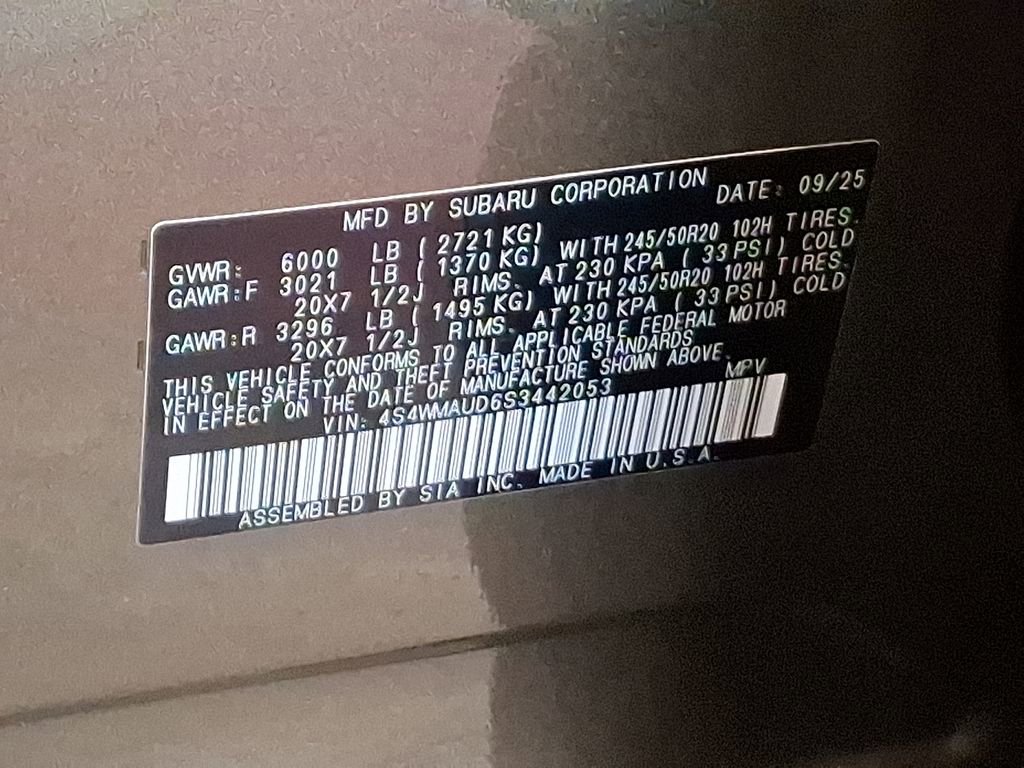 MFD BY SUBARU CORPORATION DATE: 09/25
GVWR: 6000 LB ( 2721 KG)
GAWR:F 3021 LB ( 1370 KG) WITH 245/50R20 102H TIRES.
20X7 1/2J RIMS. AT 230 KPA ( 33 PSI) COLD
GAWR:R 3296 LB ( 1495 KG) WITH 245/50R20 102H TIRES.
20X7 1/2J RIMS. AT 230 KPA ( 33 PSI) COLD
THIS VEHICLE CONFORMS TO ALL APPLICABLE FEDERAL MOTOR
VEHICLE SAFETY AND THEFT PREVENTION STANDARDS
IN EFFECT ON THE DATE OF MANUFACTURE SHOWN ABOVE.
VIN: 4S4WMAUD6S3442053 MPV
ASSEMBLED BY SIA INC. MADE IN U.S.A.